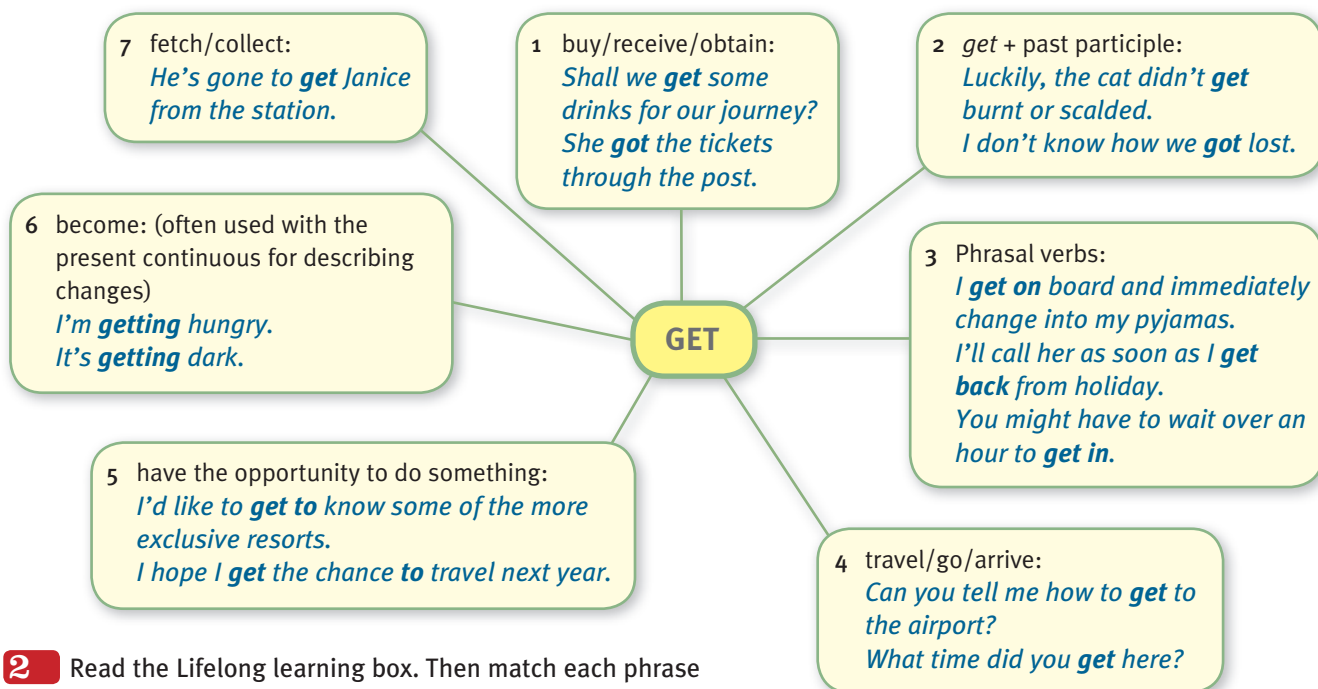 7 fetch/collect:
He's gone to get Janice
from the station.
1 buy/receive/obtain:
Shall we get some
drinks for our journey?
She got the tickets
through the post.
2 get + past participle:
Luckily, the cat didn't get
burnt or scalded.
I don't know how we got lost.
6 become: (often used with the
present continuous for describing
changes)
I'm getting hungry.
It's getting dark.
GET
3 Phrasal verbs:
I get on board and immediately
change into my pyjamas.
I'll call her as soon as I get
back from holiday.
You might have to wait over an
hour to get in.
5 have the opportunity to do something:
I'd like to get to know some of the more
exclusive resorts.
I hope I get the chance to travel next year.
4 travel/go/arrive:
Can you tell me how to get to
the airport?
What time did you get here?
2 Read the Lifelong learning box. Then match each phrase